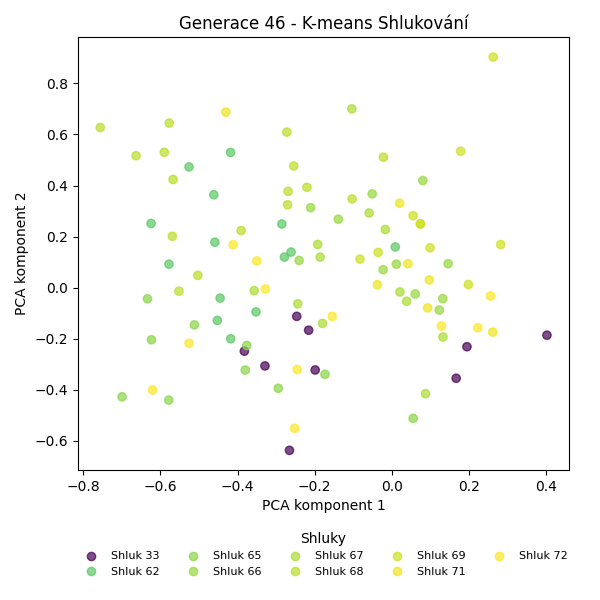 Generace 46 - K-means Shlukování
PCA komponent 2
0.8
0.6
0.4
0.2
0.0
−0.2
−0.4
−0.6
−0.8 −0.6 −0.4 −0.2 0.0 0.2 0.4
PCA komponent 1
Shluky
Shluk 33 Shluk 65 Shluk 67 Shluk 69 Shluk 72
Shluk 62 Shluk 66 Shluk 68 Shluk 71